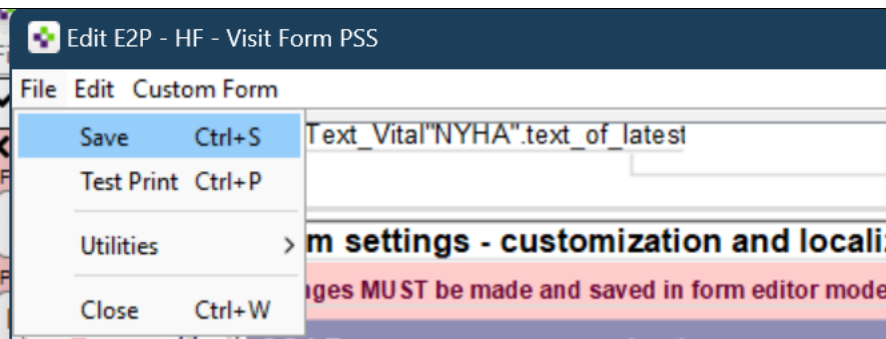 Edit E2P - HF - Visit Form PSS
File Edit Custom Form
Save Ctrl+S
Text_Vital"NYHA".text_of_latest
Test Print Ctrl+P
Utilities >
m settings - customization and locali
ges MUST be made and saved in form editor mode
Close Ctrl+W